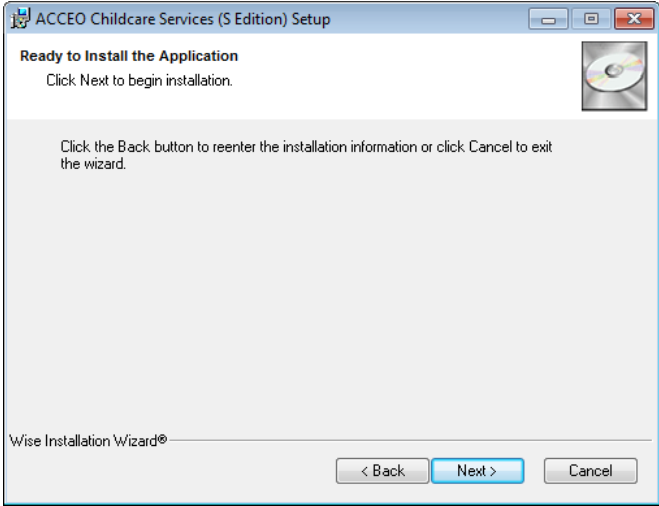 ACCEO Childcare Services (S Edition) Setup
Ready to Install the Application
Click Next to begin installation.
Click the Back button to reenter the installation information or click Cancel to exit
the wizard.
Wise Installation Wizard®
< Back Next > Cancel